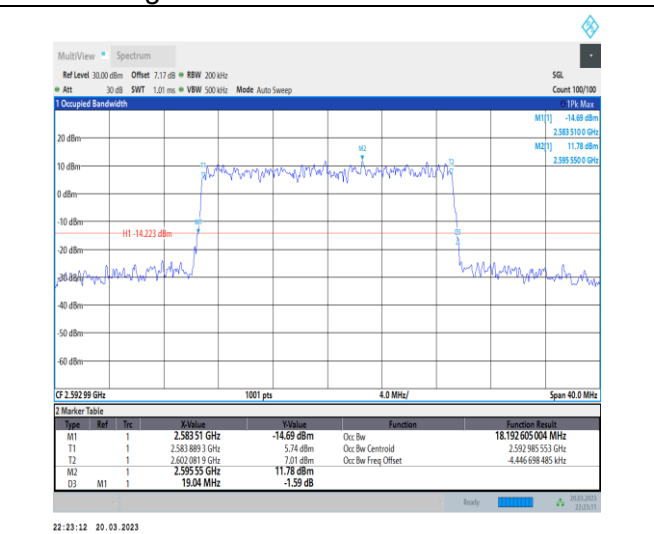 MultiView Spectrum
Ref Level 30.00 dBm Offset 7.17 dB RBW 200 kHz SGL
Att 30 dB SWT 1.01 ms VBW 500 kHz Mode Auto Sweep Count 100/100
1 Occupied Bandwidth 1Pk Max
M1[1] -14.69 dBm
2.583 510 0 GHz
M2[1] 11.78 dBm
2.595 550 0 GHz
20 dBm
M2
T1 T2
10 dBm
0 dBm
-10 dBm
M1
H1 -14.223 dBm D3
-20 dBm
-30 dBm
-40 dBm
-50 dBm
-60 dBm
CF 2.592 99 GHz 1001 pts 4.0 MHz/ Span 40.0 MHz
2 Marker Table
Type Ref Trc X-Value Y-Value Function Function Result
M1 1 2.583 51 GHz -14.69 dBm Occ Bw 18.192 605 004 MHz
T1 1 2.583 889 3 GHz 5.74 dBm Occ Bw Centroid 2.592 985 553 GHz
T2 1 2.602 081 9 GHz 7.01 dBm Occ Bw Freq Offset -4.446 698 485 kHz
M2 1 2.595 55 GHz 11.78 dBm
D3 M1 1 19.04 MHz -1.59 dB
Ready 20.03.2023
22:23:11
22:23:12 20.03.2023